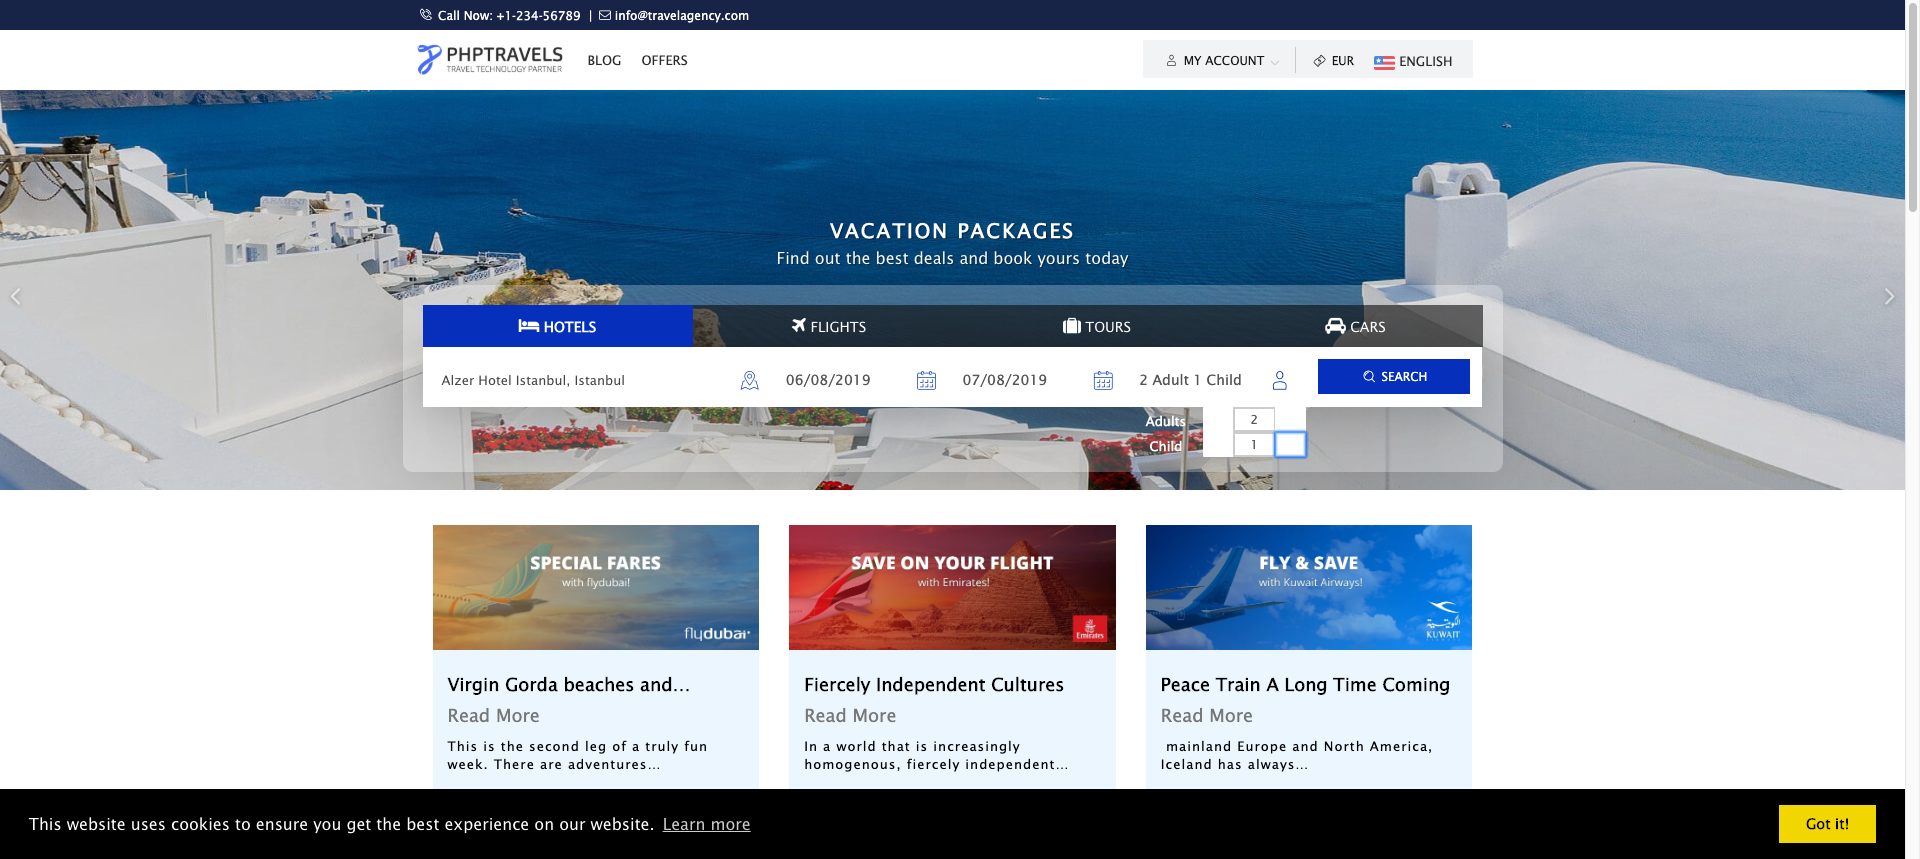 Call Now: +1-234-56789 | info@travelagency.com
PHPTRAVELS
TRAVEL TECHNOLOGY PARTNER
BLOG OFFERS
MY ACCOUNT EUR ENGLISH
VACATION PACKAGES
Find out the best deals and book yours today
HOTELS FLIGHTS TOURS CARS
Alzer Hotel Istanbul, Istanbul 06/08/2019 07/08/2019 2 Adult 1 Child SEARCH
Adults 2
Child 1
SPECIAL FARES
with flydubai!
flydubai
Virgin Gorda beaches and...
Read More
This is the second leg of a truly fun
week. There are adventures...
SAVE ON YOUR FLIGHT
with Emirates!
Emirates
Fiercely Independent Cultures
Read More
In a world that is increasingly
homogenous, fiercely independent...
FLY & SAVE
with Kuwait Airways!
KUWAIT
Peace Train A Long Time Coming
Read More
mainland Europe and North America,
Iceland has always...
This website uses cookies to ensure you get the best experience on our website. Learn more
Got it!